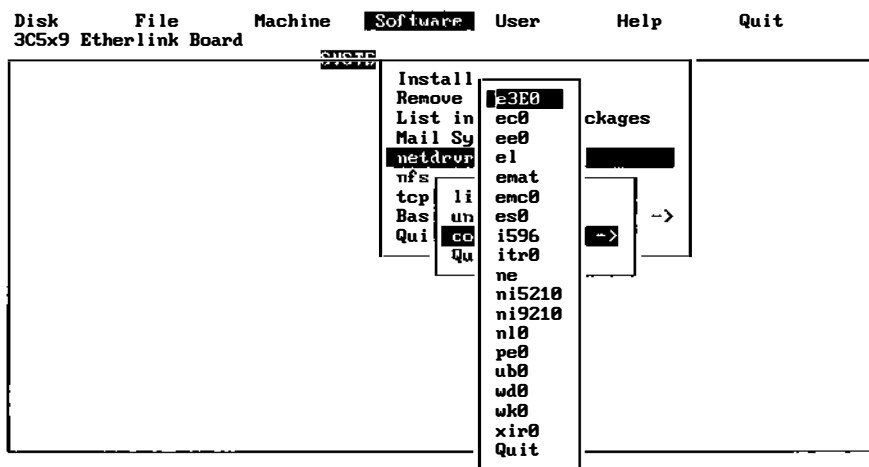 Disk File Machine Software User Help Quit
3C5x9 Etherlink Board
Install
Remove
List in ckages
Mail Sy
netdrvr
nfs
tcp
Bas ->
Qui
li
un
co ->
Qu
e3E0
ec0
ee0
el
emat
emc0
es0
i596
itr0
ne
ni5210
ni9210
nl0
pe0
ub0
wd0
wk0
xir0
Quit